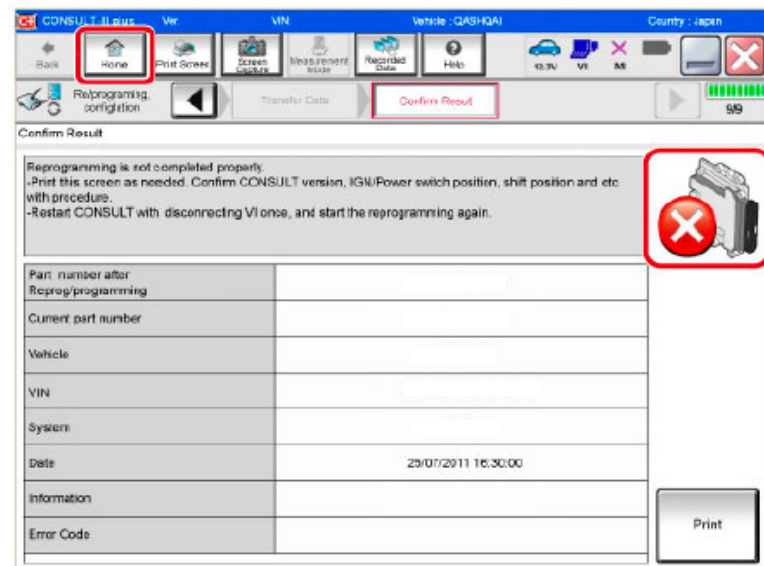 CONSULT-III plus Ver. VIN: Vehicle : QASHQAI Country : Japan
Back Home Print Screen Screen Capture Measurement Mode Recorded Data Help 12.3V VI MI
Re/programing, configlation Transfer Data Confirm Result 9/9
Confirm Result
Reprogramming is not completed properly.
-Print this screen as needed. Confirm CONSULT version, IGN/Power switch position, shift position and etc
with procedure.
-Restart CONSULT with disconnecting VI once, and start the reprogramming again.
Part number after
Reprog/programming
Current part number
Vehicle
VIN
System
Date 25/07/2011 16:30:00
Information
Error Code
Print